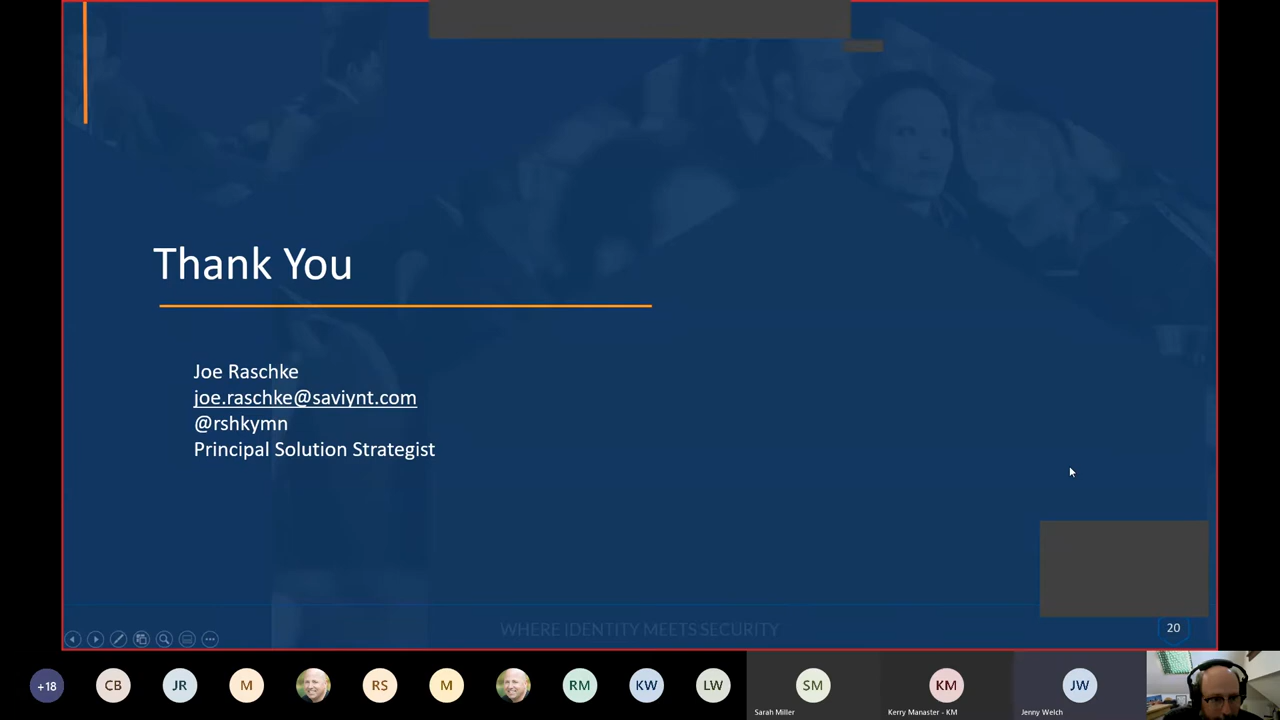 Thank You
Joe Raschke
joe.raschke@saviynt.com
@rshkymn
Principal Solution Strategist
WHERE IDENTITY MEETS SECURITY
20
+18
CB
JR
M
RS
M
RM
KW
LW
SM
KM
JW
Sarah Miller
Kerry Manaster - KM
Jenny Welch